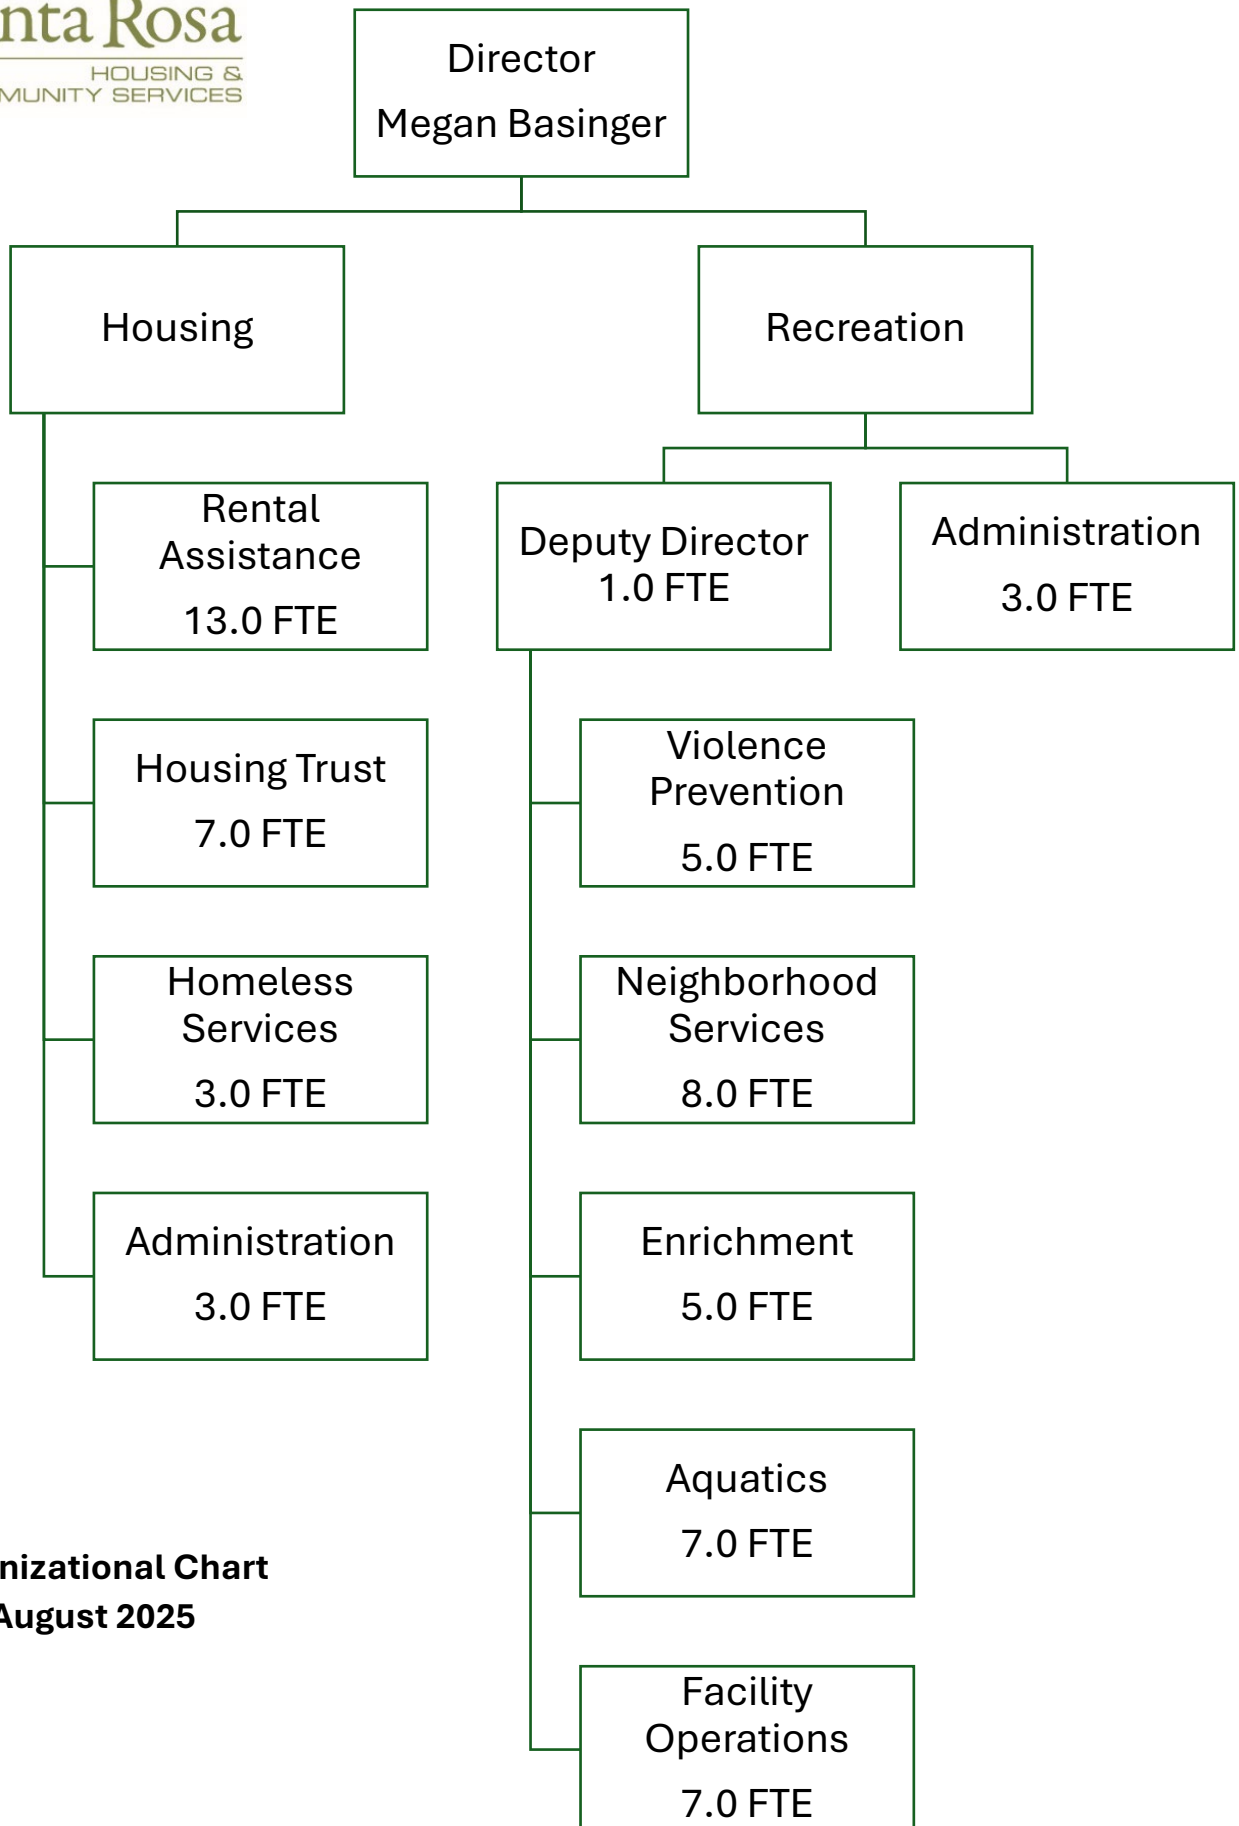 nta Rosa
HOUSING &
MUNITY SERVICES
Director
Megan Basinger
Housing
Recreation
Rental
Assistance
13.0 FTE
Housing Trust
7.0 FTE
Homeless
Services
3.0 FTE
Administration
3.0 FTE
Deputy Director
1.0 FTE
Administration
3.0 FTE
Violence
Prevention
5.0 FTE
Neighborhood
Services
8.0 FTE
Enrichment
5.0 FTE
Aquatics
7.0 FTE
Facility
Operations
7.0 FTE
nizational Chart
August 2025